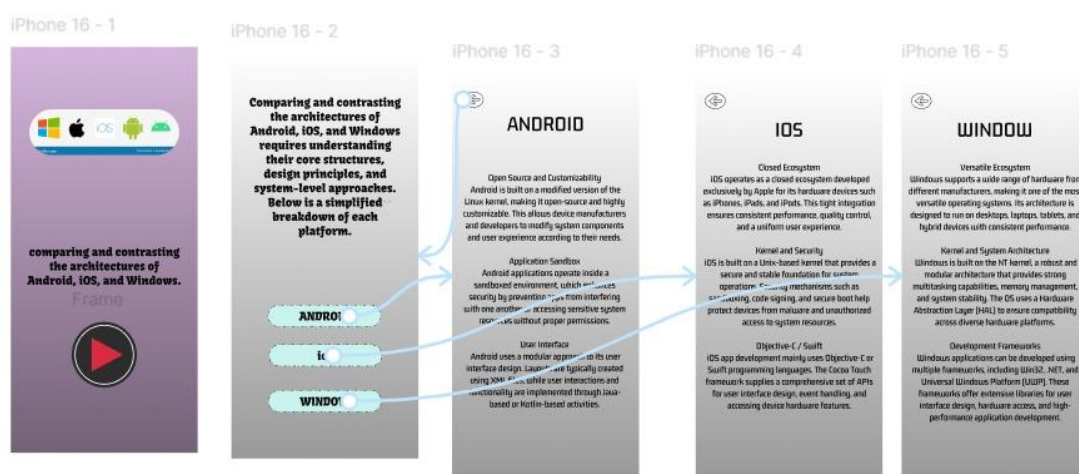 iPhone 16 - 1
iOS
comparing and contrasting
the architectures of
Android, iOS, and Windows.
Frame
iPhone 16 - 2
Comparing and contrasting
the architectures of
Android, iOS, and Windows
requires understanding
their core structures,
design principles, and
system-level approaches.
Below is a simplified
breakdown of each
platform.
ANDROI
WINDO
iPhone 16 - 3
ANDROID
Open Source and Customizability
Android is built on a modified version of the
Linux kernel, making it open-source and highly
customizable. This allows device manufacturers
and developers to modify system components
and user experience according to their needs.
Application Sandbox
Android applications operate inside a
sandboxed environment, which enhances
security by preventing apps from interfering
with one another or accessing sensitive system
resources without proper permissions.
User Interface
Android uses a modular approach to its user
interface design. Layouts are typically created
using XML files, while user interactions and
functionality are implemented through Java-
based or Kotlin-based activities.
iPhone 16 - 4
IOS
Closed Ecosystem
iOS operates as a closed ecosystem developed
exclusively by Apple for its hardware devices such
as iPhones, iPads, and iPods. This tight integration
ensures consistent performance, quality control,
and a uniform user experience.
Kernel and Security
iOS is built on a Unix-based kernel that provides a
secure and stable foundation for system
operations. Security mechanisms such as
sandboxing, code signing, and secure boot help
protect devices from malware and unauthorized
access to system resources.
Objective-C / Swift
iOS app development mainly uses Objective-C or
Swift programming languages. The Cocoa Touch
framework supplies a comprehensive set of APIs
for user interface design, event handling, and
accessing device hardware features.
iPhone 16 - 5
WINDOW
Versatile Ecosystem
Windows supports a wide range of hardware from
different manufacturers, making it one of the most
versatile operating systems. Its architecture is
designed to run on desktops, laptops, tablets, and
hybrid devices with consistent performance.
Kernel and System Architecture
Windows is built on the NT kernel, a robust and
modular architecture that provides strong
multitasking capabilities, memory management,
and system stability. The OS uses a Hardware
Abstraction Layer (HAL) to ensure compatibility
across diverse hardware platforms.
Development Frameworks
Windows applications can be developed using
multiple frameworks, including Win32, .NET, and
Universal Windows Platform (UWP). These
frameworks offer extensive libraries for user
interface design, hardware access, and high-
performance application development.